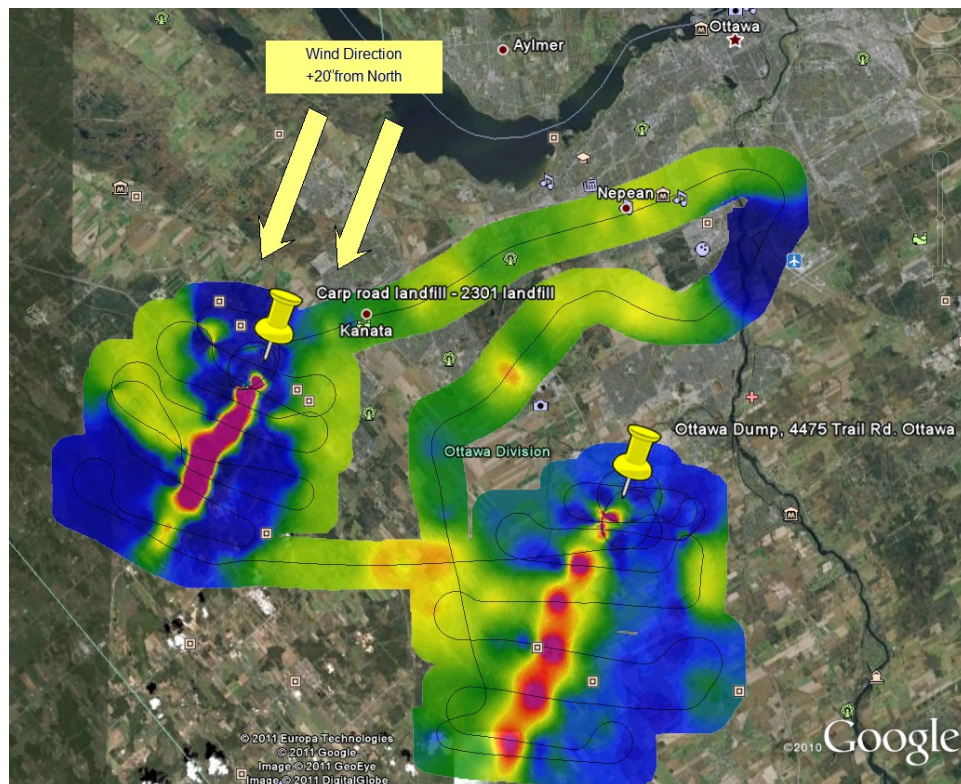 Wind Direction
+20°from North
Aylmer
Ottawa
Nepean
Carp road landfill - 2301 landfill
Kanata
Ottawa Dump, 4475 Trail Rd. Ottawa
Ottawa Division
© 2011 Europa Technologies
© 2011 Google
Image © 2011 GeoEye
Image © 2011 DigitalGlobe
©2010 Google